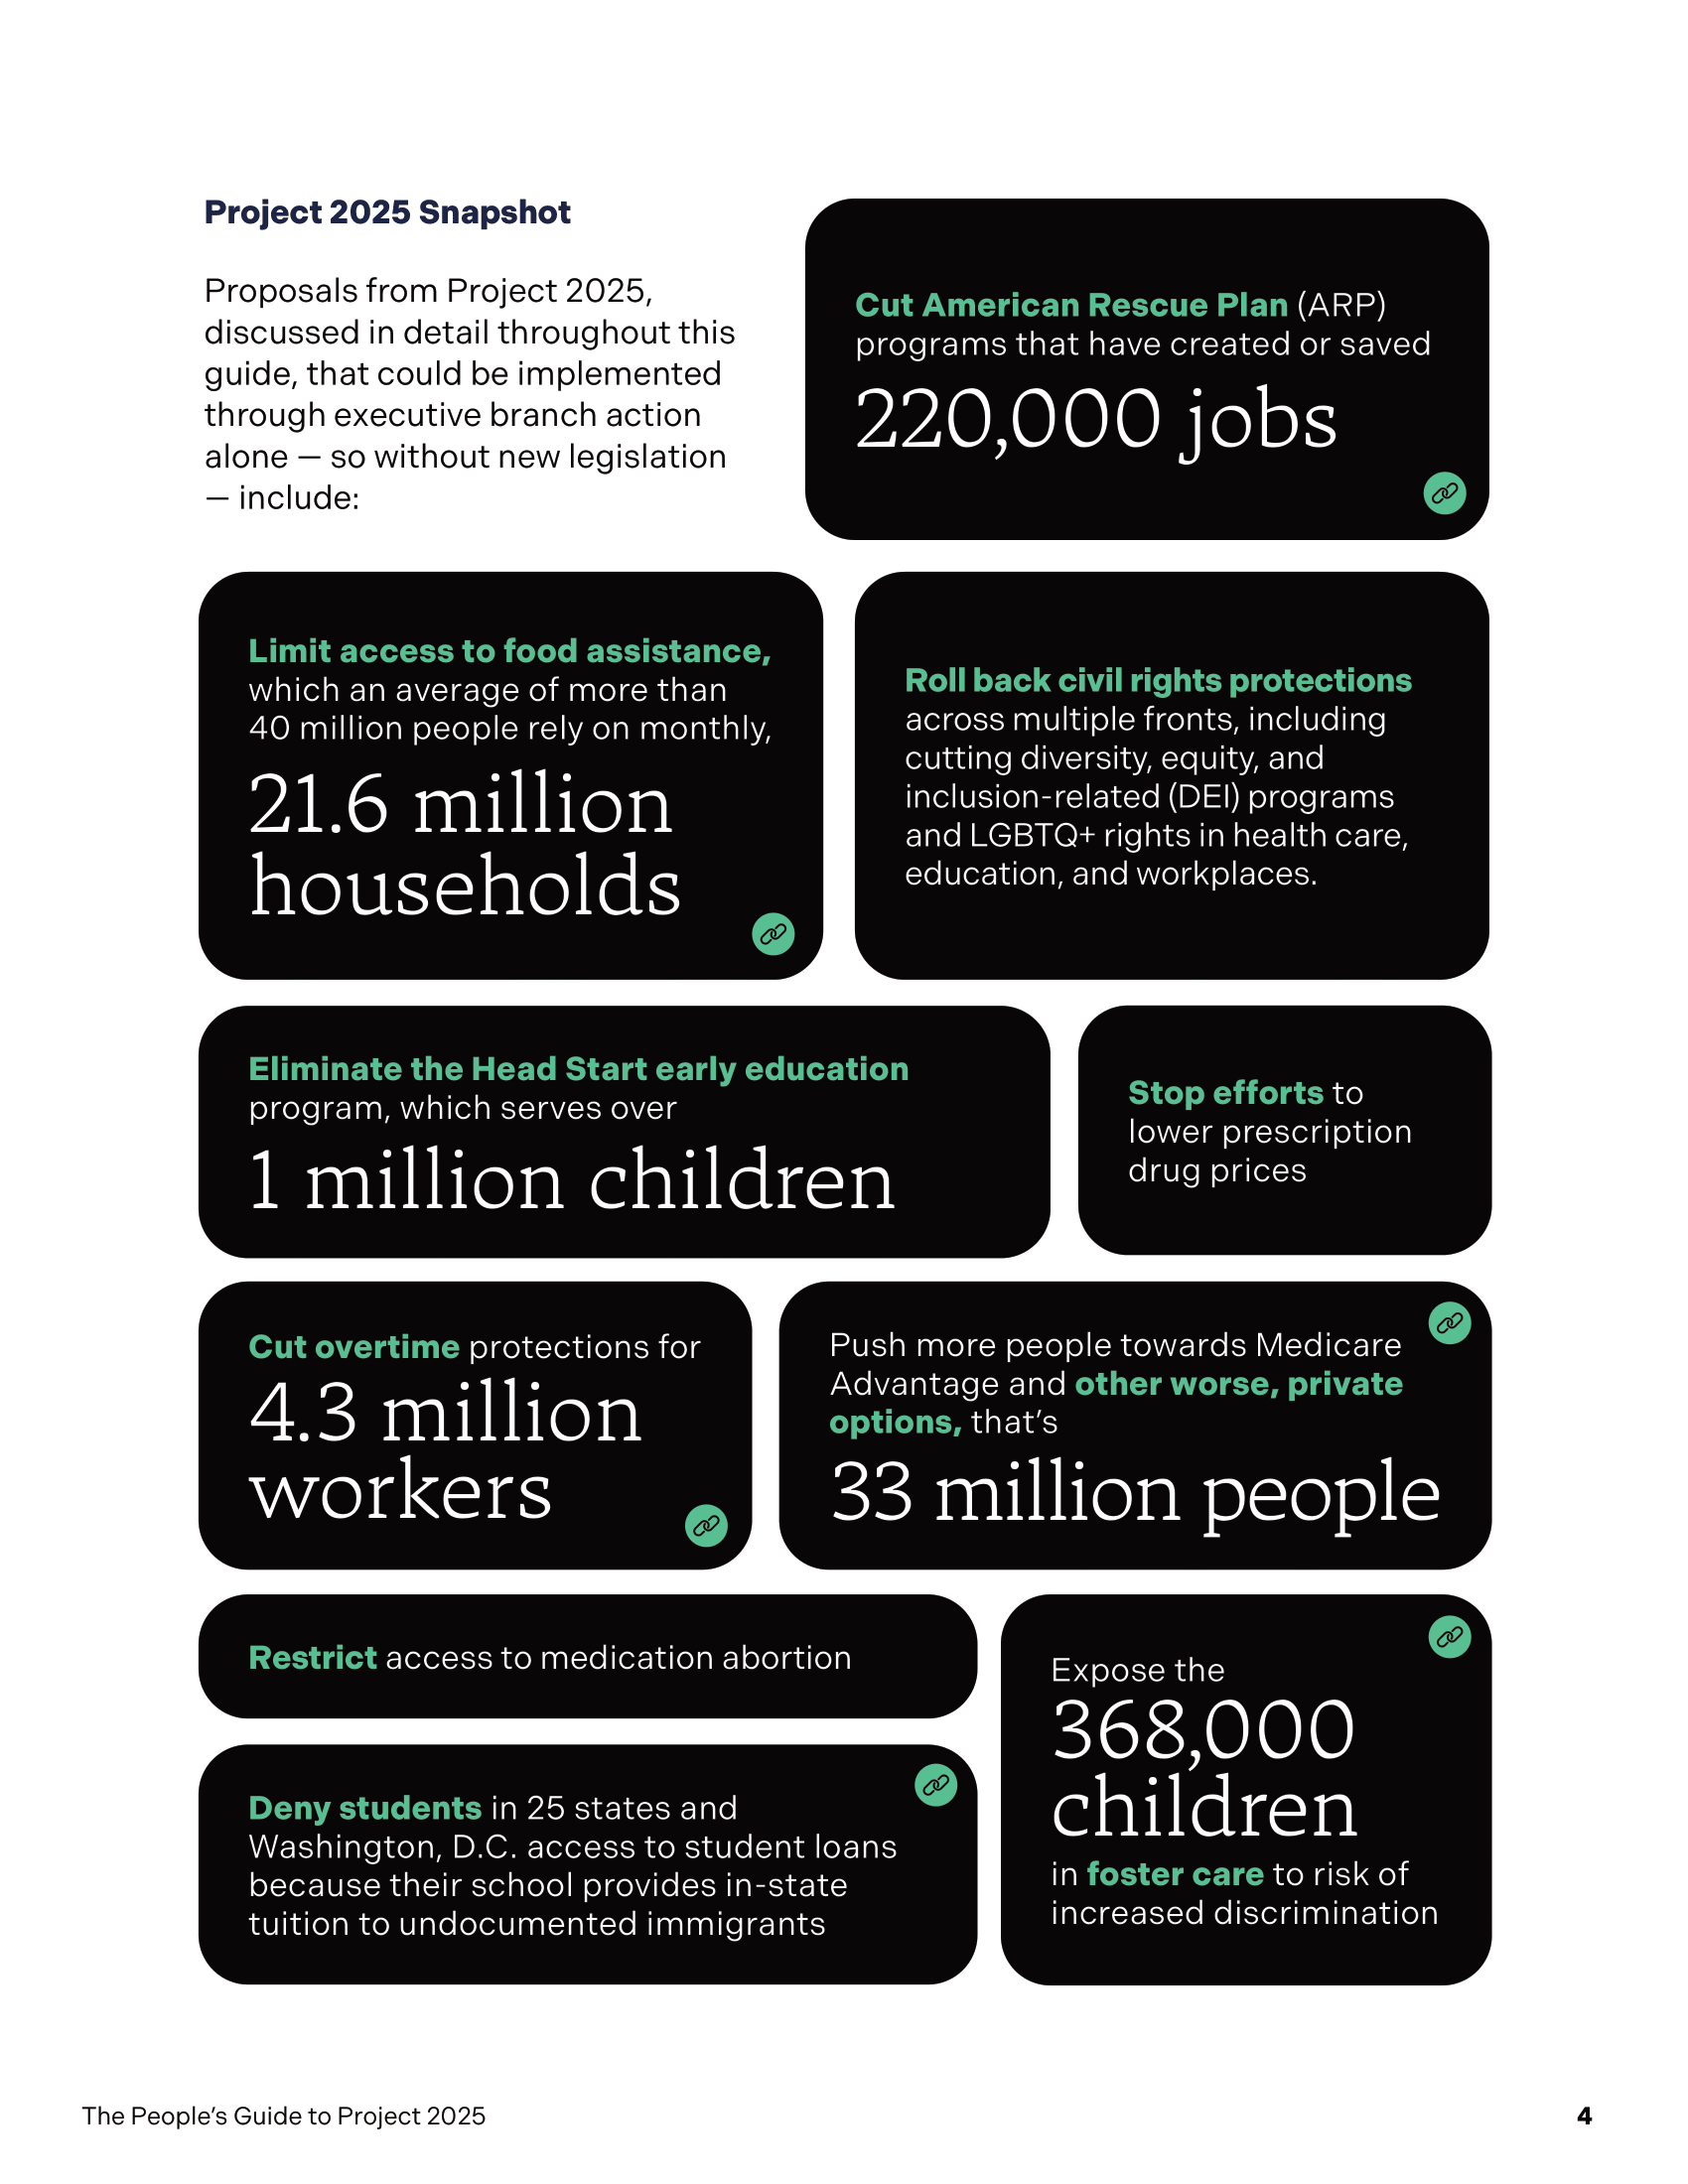 Project 2025 Snapshot
Proposals from Project 2025,
discussed in detail throughout this
guide, that could be implemented
through executive branch action
alone — so without new legislation
— include:
Cut American Rescue Plan (ARP)
programs that have created or saved
220,000 jobs
Limit access to food assistance,
which an average of more than
40 million people rely on monthly,
21.6 million
households
Roll back civil rights protections
across multiple fronts, including
cutting diversity, equity, and
inclusion-related (DEI) programs
and LGBTQ+ rights in health care,
education, and workplaces.
Eliminate the Head Start early education
program, which serves over
1 million children
Stop efforts to
lower prescription
drug prices
Cut overtime protections for
4.3 million
workers
Push more people towards Medicare
Advantage and other worse, private
options, that’s
33 million people
Restrict access to medication abortion
Deny students in 25 states and
Washington, D.C. access to student loans
because their school provides in-state
tuition to undocumented immigrants
Expose the
368,000
children
in foster care to risk of
increased discrimination
The People’s Guide to Project 2025
4